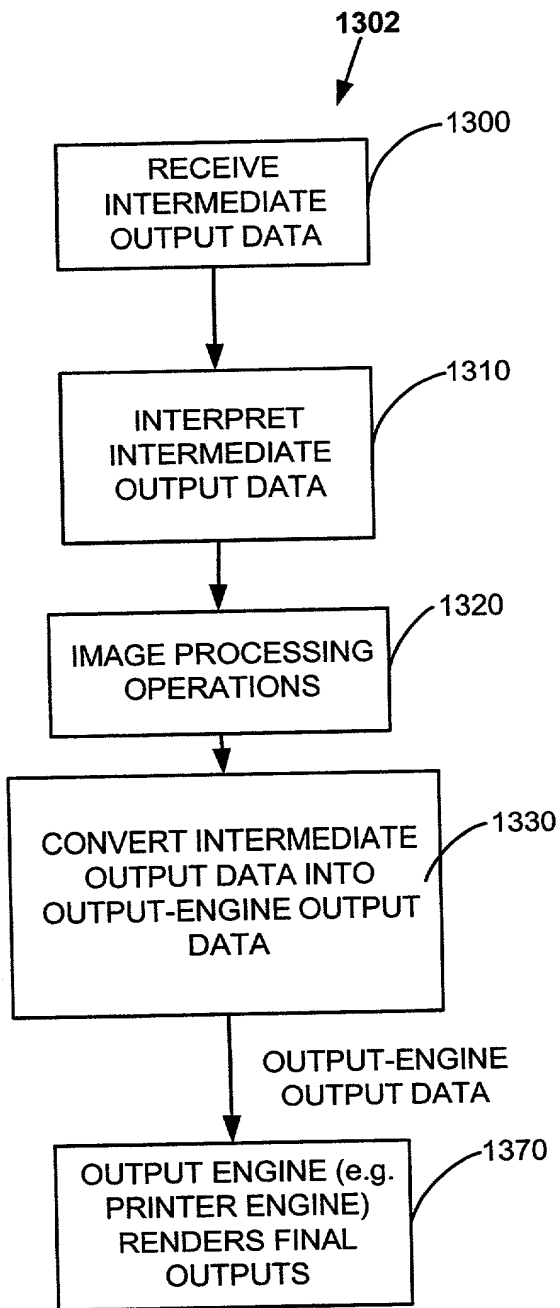 1302
1300
RECEIVE
INTERMEDIATE
OUTPUT DATA
1310
INTERPRET
INTERMEDIATE
OUTPUT DATA
1320
IMAGE PROCESSING
OPERATIONS
1330
CONVERT INTERMEDIATE
OUTPUT DATA INTO
OUTPUT-ENGINE OUTPUT
DATA
OUTPUT-ENGINE
OUTPUT DATA
1370
OUTPUT ENGINE (e.g.
PRINTER ENGINE)
RENDERS FINAL
OUTPUTS